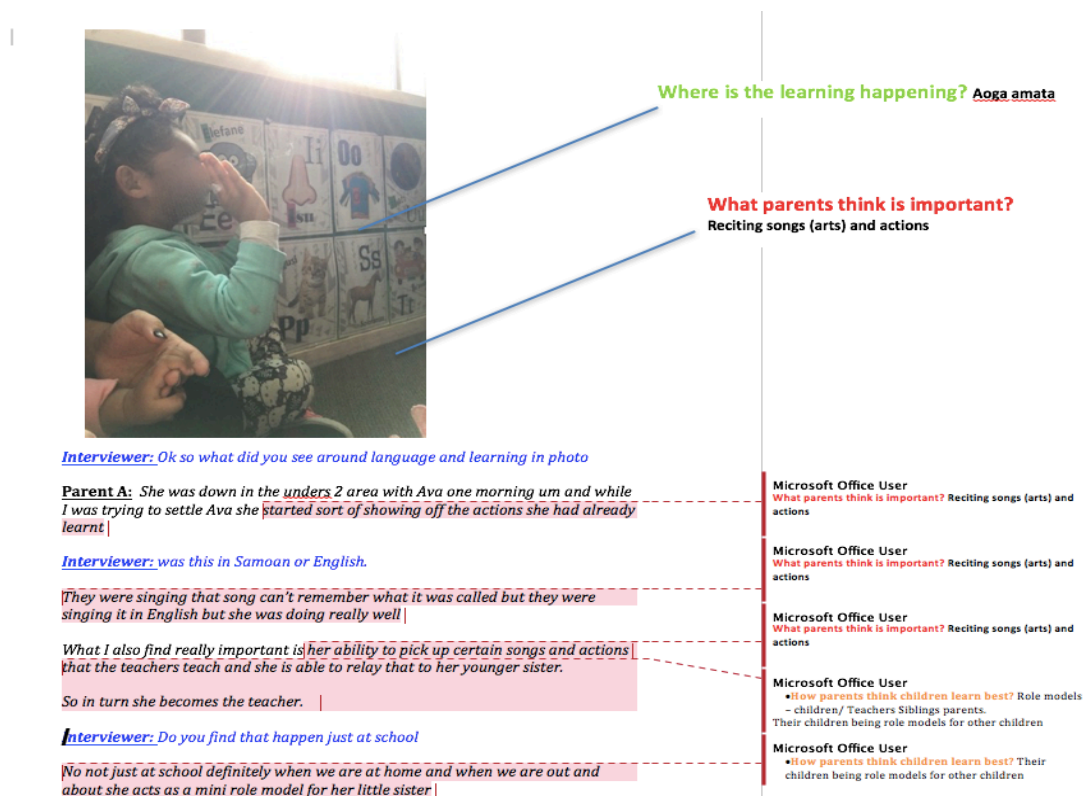 Where is the learning happening? Aoga amata
What parents think is important?
Reciting songs (arts) and actions
elefane
Ii
Oo
Ee
ISU
Ss
Pp
Tt
Interviewer: Ok so what did you see around language and learning in photo
Parent A: She was down in the unders 2 area with Ava one morning um and while
I was trying to settle Ava she started sort of showing off the actions she had already
learnt
Interviewer: was this in Samoan or English.
They were singing that song can't remember what it was called but they were
singing it in English but she was doing really well
What I also find really important is her ability to pick up certain songs and actions
that the teachers teach and she is able to relay that to her younger sister.
So in turn she becomes the teacher.
Interviewer: Do you find that happen just at school
No not just at school definitely when we are at home and when we are out and
about she acts as a mini role model for her little sister
Microsoft Office User
What parents think is important? Reciting songs (arts) and
actions
Microsoft Office User
What parents think is important? Reciting songs (arts) and
actions
Microsoft Office User
What parents think is important? Reciting songs (arts) and
actions
Microsoft Office User
•How parents think children learn best? Role models
– children/ Teachers Siblings parents.
Their children being role models for other children
Microsoft Office User
•How parents think children learn best? Their
children being role models for other children